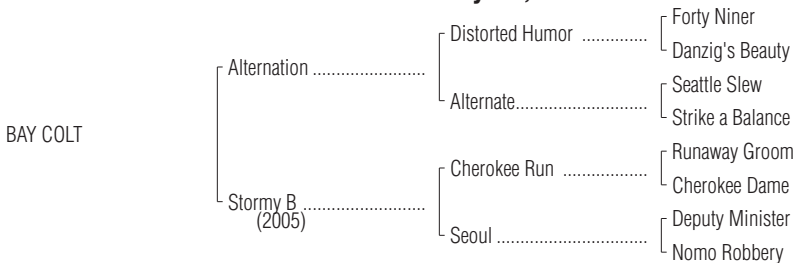 Forty Niner
Distorted Humor ..............
Danzig's Beauty
Alternation ........................
Seattle Slew
Alternate............................
Strike a Balance
BAY COLT
Runaway Groom
Cherokee Run ..................
Cherokee Dame
Stormy B ..........................
(2005)
Deputy Minister
Seoul ................................
Nomo Robbery